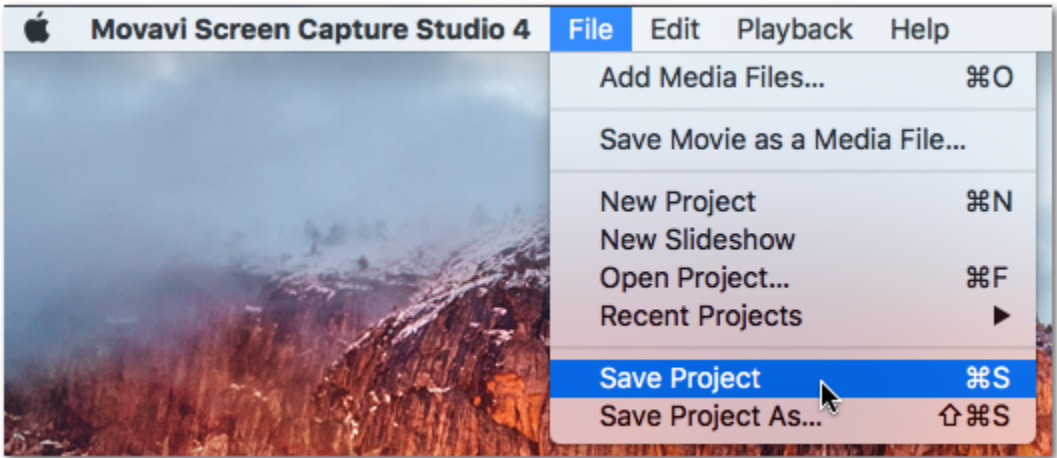 Movavi Screen Capture Studio 4 File Edit Playback Help
Add Media Files... ⌘O
Save Movie as a Media File...
New Project ⌘N
New Slideshow
Open Project... ⌘F
Recent Projects ▶
Save Project ⌘S
Save Project As... ⇧⌘S